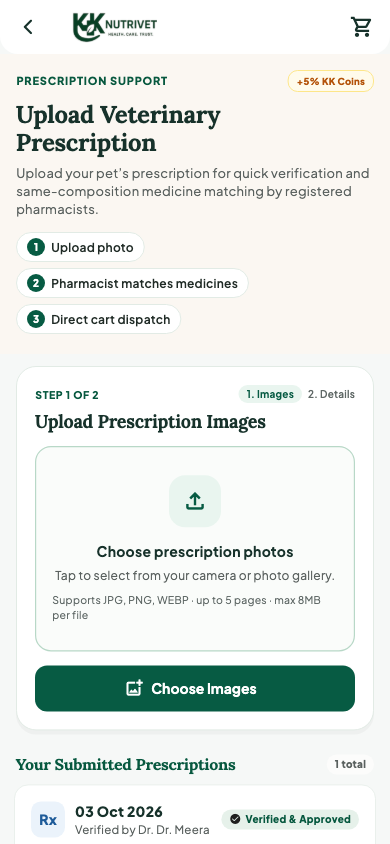 KK NUTRIVET
HEALTH. CARE. TRUST.
PRESCRIPTION SUPPORT
+5% KK Coins
Upload Veterinary
Prescription
Upload your pet's prescription for quick verification and
same-composition medicine matching by registered
pharmacists.
1 Upload photo
2 Pharmacist matches medicines
3 Direct cart dispatch
STEP 1 OF 2
1. Images 2. Details
Upload Prescription Images
Choose prescription photos
Tap to select from your camera or photo gallery.
Supports JPG, PNG, WEBP · up to 5 pages · max 8MB
per file
Choose Images
Your Submitted Prescriptions
1 total
Rx
03 Oct 2026
Verified by Dr. Dr. Meera
Verified & Approved